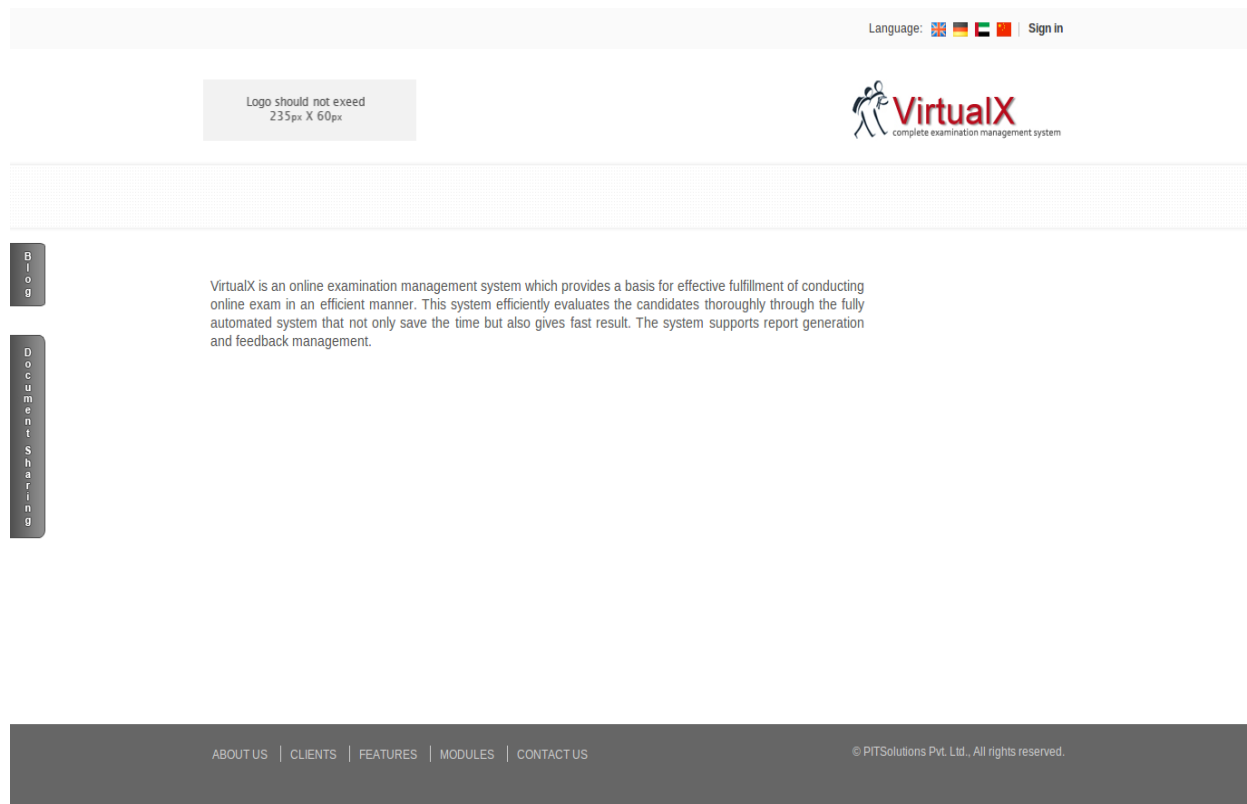 Language: Sign in
Logo should not exeed
235px X 60px
VirtualX
complete examination management system
Blog
Document Sharing
VirtualX is an online examination management system which provides a basis for effective fulfillment of conducting
online exam in an efficient manner. This system efficiently evaluates the candidates thoroughly through the fully
automated system that not only save the time but also gives fast result. The system supports report generation
and feedback management.
ABOUT US CLIENTS FEATURES MODULES CONTACT US
© PITSolutions Pvt. Ltd., All rights reserved.